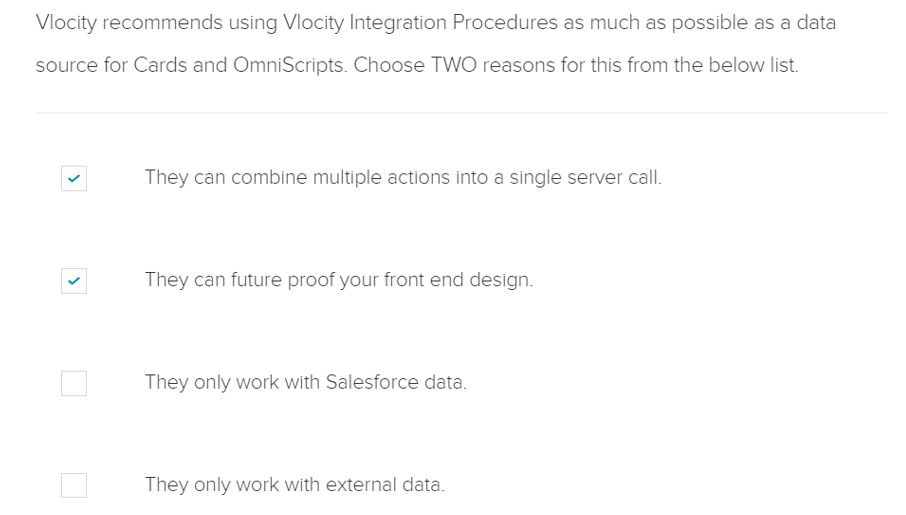 Vlocity recommends using Vlocity Integration Procedures as much as possible as a data
source for Cards and OmniScripts. Choose TWO reasons for this from the below list.
They can combine multiple actions into a single server call.
They can future proof your front end design.
They only work with Salesforce data.
They only work with external data.